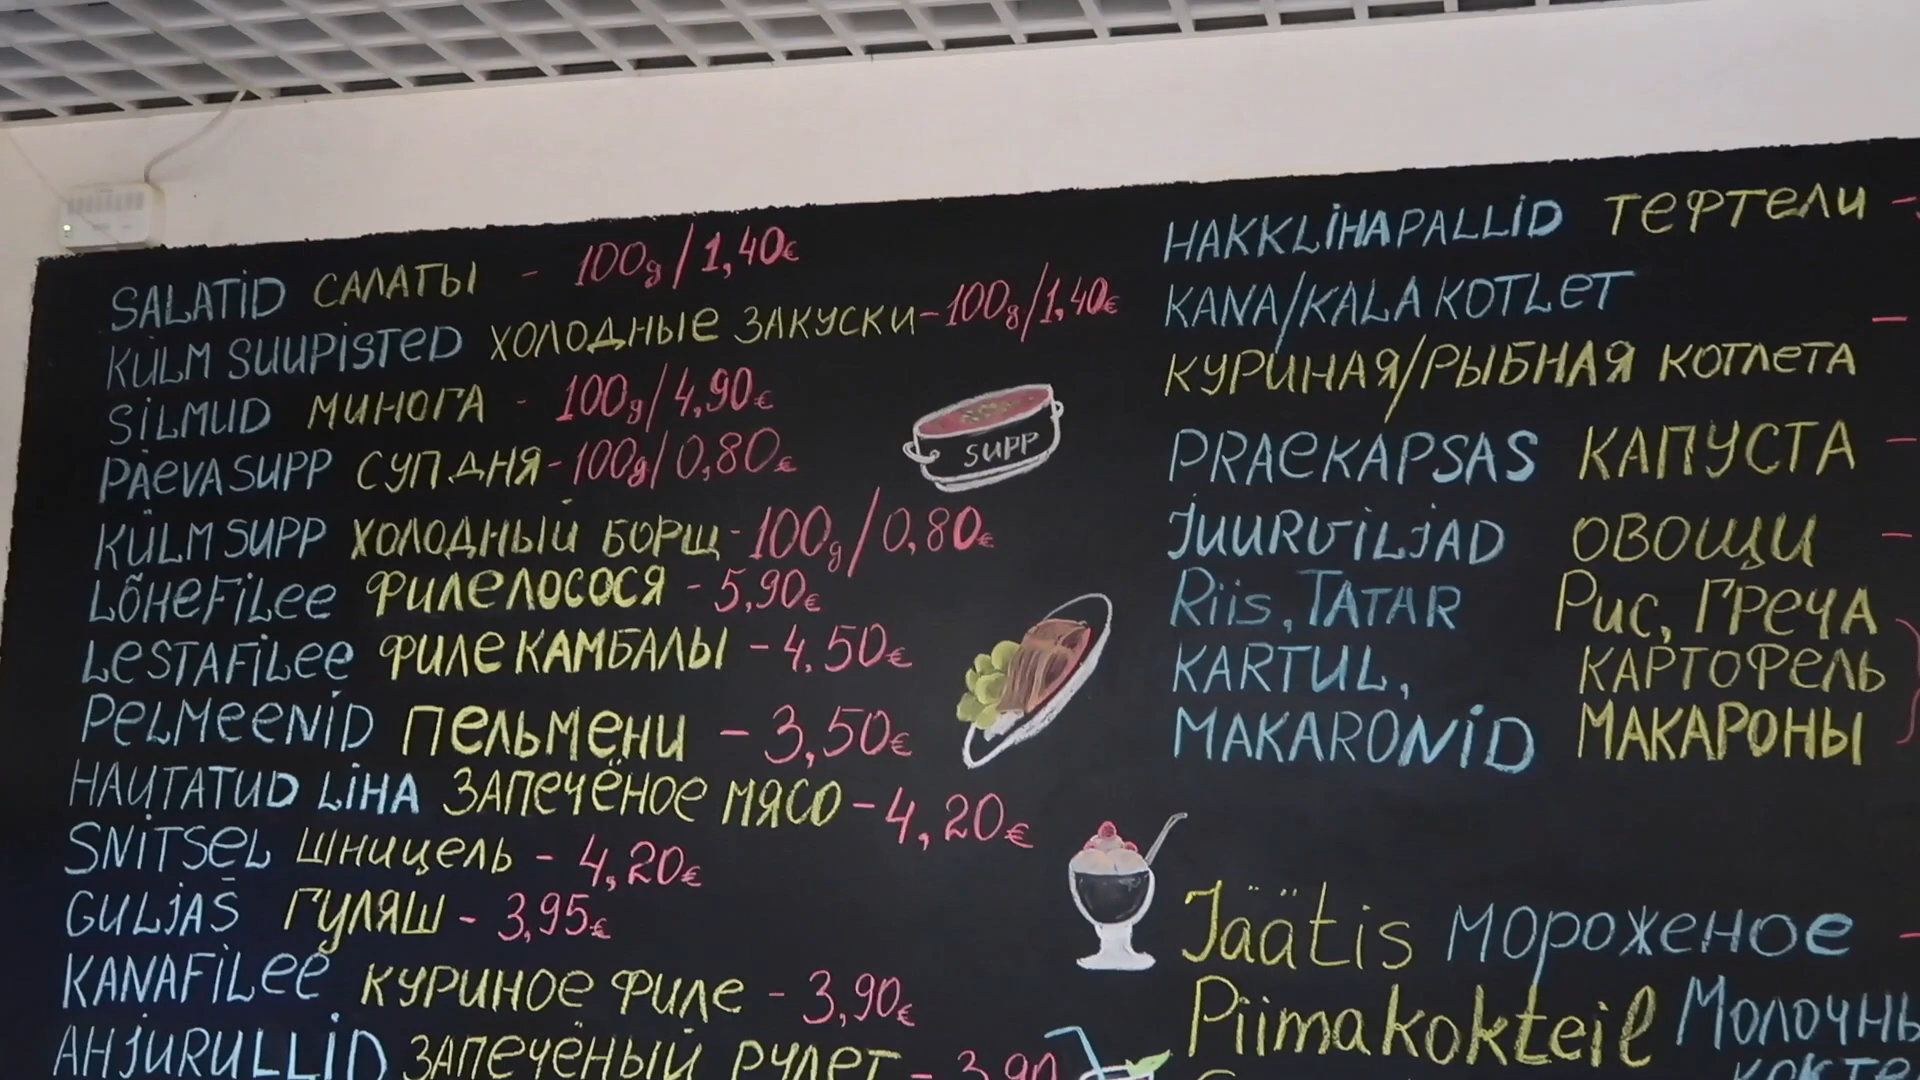 SALATID САЛАТЫ - 100g/1,40€
KÜLM SUUPISTED ХОЛОДНЫЕ ЗАКУСКИ-100g/1,40€
SILMUD МИНОГА - 100g/4,90€
PÄEVASUPP СУП ДНЯ-100g/0,80€
KÜLM SUPP ХОЛОДНЫЙ БОРЩ-100g/0,80€
LÕHEFILEE ФИЛЕ ЛОСОСЯ - 5,90€
LESTAFILEE ФИЛЕ КАМБАЛЫ - 4,50€
PELMEENID ПЕЛЬМЕНИ - 3,50€
HAUTATUD LIHA ЗАПЕЧЁНОЕ МЯСО-4,20€
SNITSEL ШНИЦЕЛЬ - 4,20€
GULJAŠ ГУЛЯШ - 3,95€
KANAFILEE КУРИНОЕ ФИЛЕ - 3,90€
AHJURULLID ЗАПЕЧЁНЫЙ РУЛЕТ - 3,90
SUPP
HAKKLIHAPALLID ТЕФТЕЛИ -
KANA/KALA KOTLET -
КУРИНАЯ/РЫБНАЯ КОТЛЕТА
PRAEKAPSAS КАПУСТА -
JUURVILJAD ОВОЩИ -
RIIS, TATAR РИС, ГРЕЧА
KARTUL, КАРТОФЕЛЬ
MAKARONID МАКАРОНЫ
Jäätis МОРОЖЕНОЕ -
Piimakokteil МОЛОЧНЫ
КОКТЕ